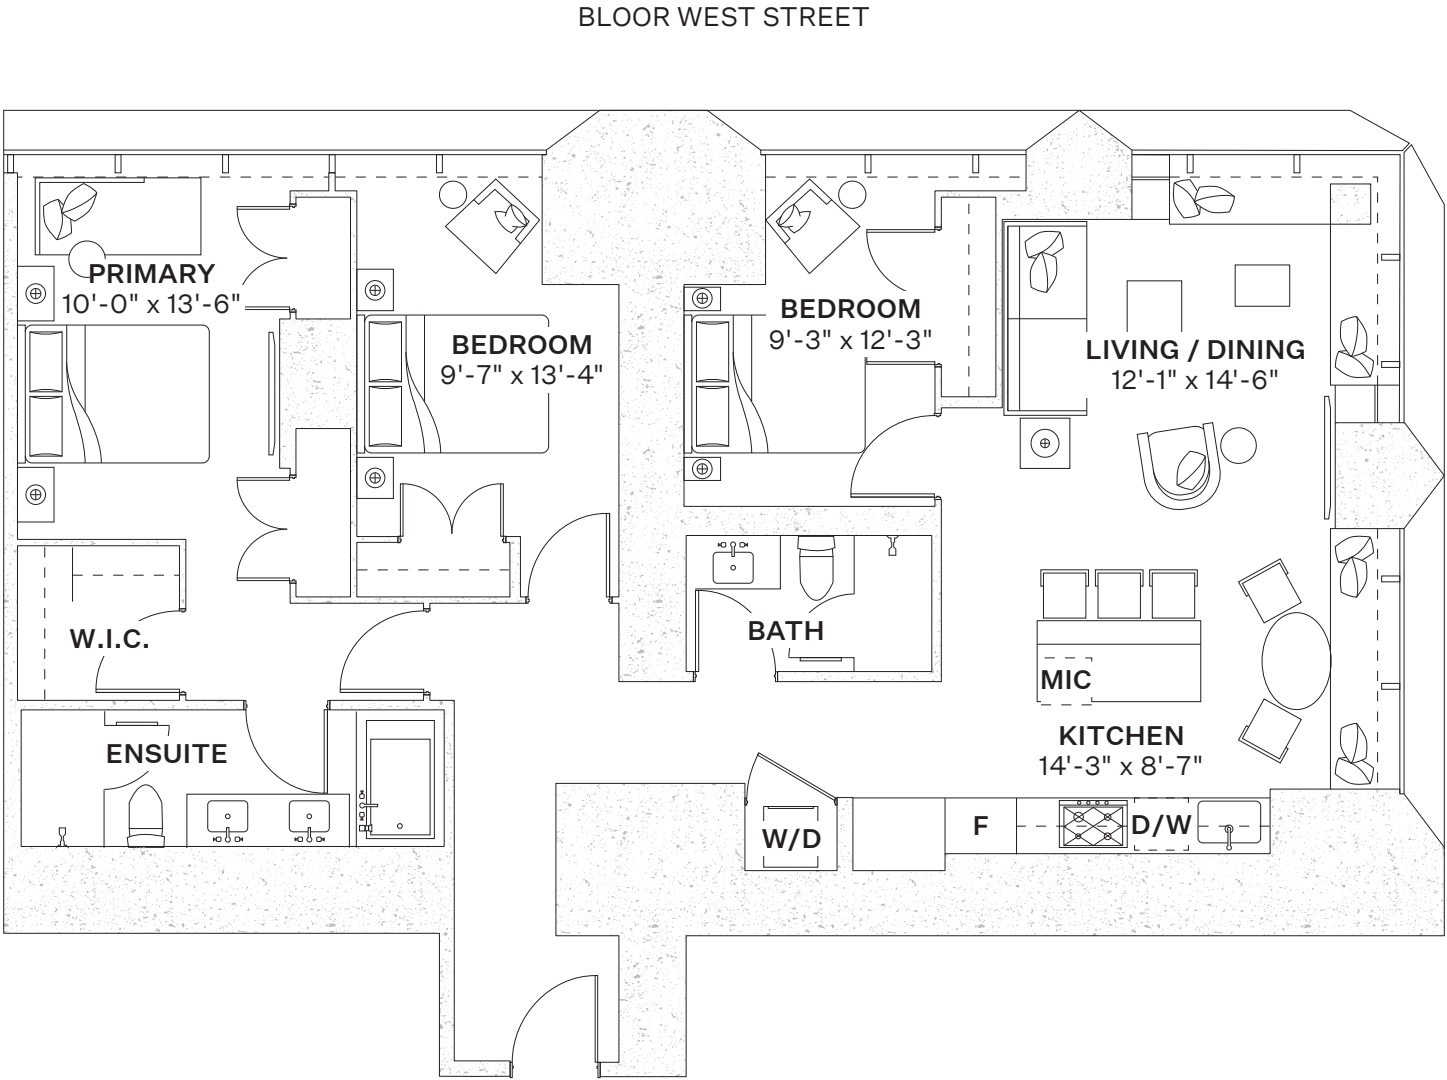 BLOOR WEST STREET
PRIMARY
10'-0" x 13'-6"
BEDROOM
9'-7" x 13'-4"
BEDROOM
9'-3" x 12'-3"
LIVING / DINING
12'-1" x 14'-6"
W.I.C.
BATH
MIC
ENSUITE
KITCHEN
14'-3" x 8'-7"
W/D
F
D/W